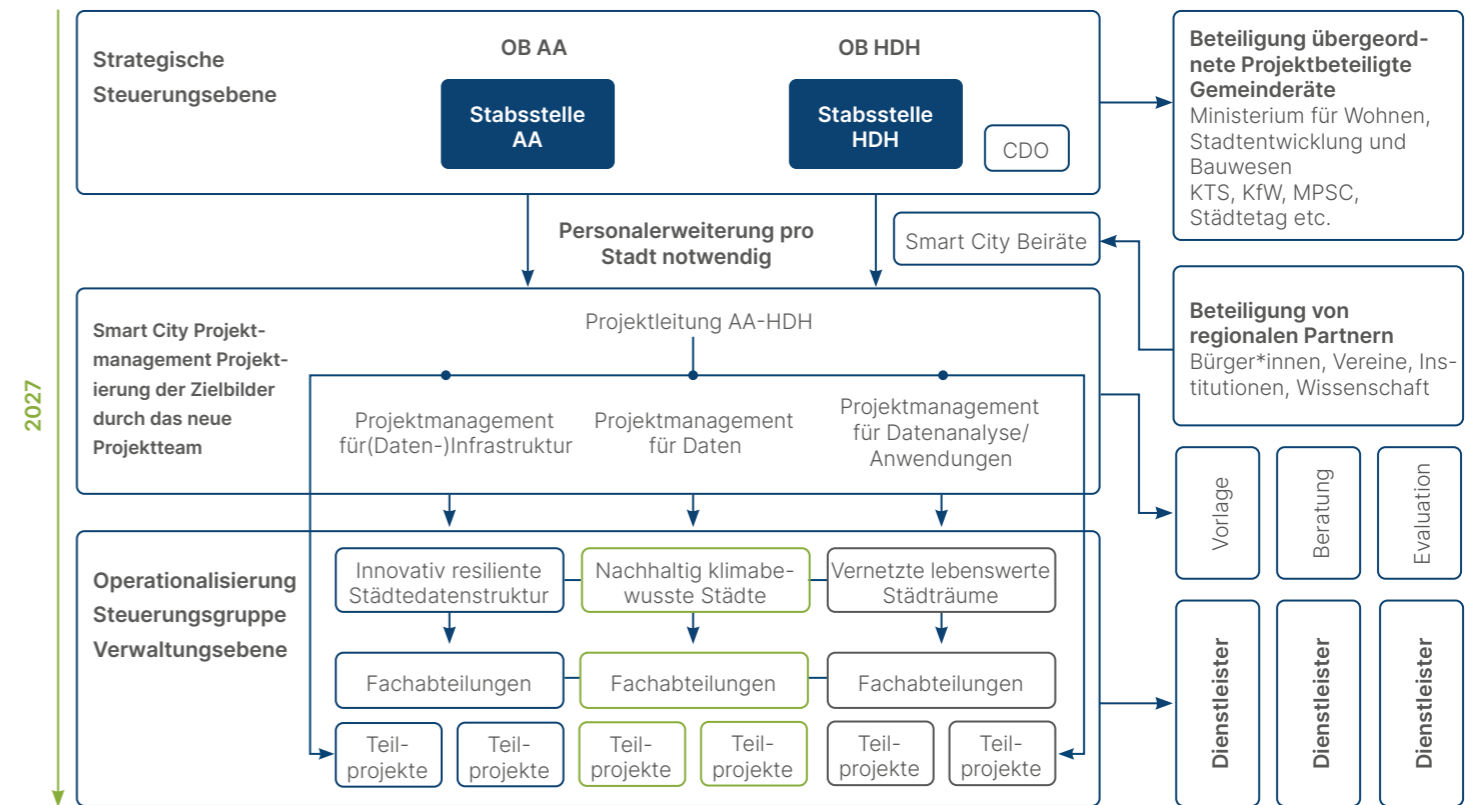 2027
Strategische
Steuerungsebene
OB AA
Stabsstelle
AA
OB HDH
Stabsstelle
HDH
CDO
Beteiligung übergeord-
nete Projektbeteiligte
Gemeinderäte
Ministerium für Wohnen,
Stadtentwicklung und
Bauwesen
KTS, KfW, MPSC,
Städtetag etc.
Personalerweiterung pro
Stadt notwendig
Smart City Beiräte
Beteiligung von
regionalen Partnern
Bürger*innen, Vereine, Ins-
titutionen, Wissenschaft
Smart City Projekt-
management Projekt-
ierung der Zielbilder
durch das neue
Projektteam
Projektleitung AA-HDH
Projektmanagement
für(Daten-)Infrastruktur
Projektmanagement
für Daten
Projektmanagement
für Datenanalyse/
Anwendungen
Vorlage
Beratung
Evaluation
Operationalisierung
Steuerungsgruppe
Verwaltungsebene
Innovativ resiliente
Städtedatenstruktur
Nachhaltig klimabe-
wusste Städte
Vernetzte lebenswerte
Städträume
Fachabteilungen
Fachabteilungen
Fachabteilungen
Teil-
projekte
Teil-
projekte
Teil-
projekte
Teil-
projekte
Teil-
projekte
Teil-
projekte
Dienstleister
Dienstleister
Dienstleister